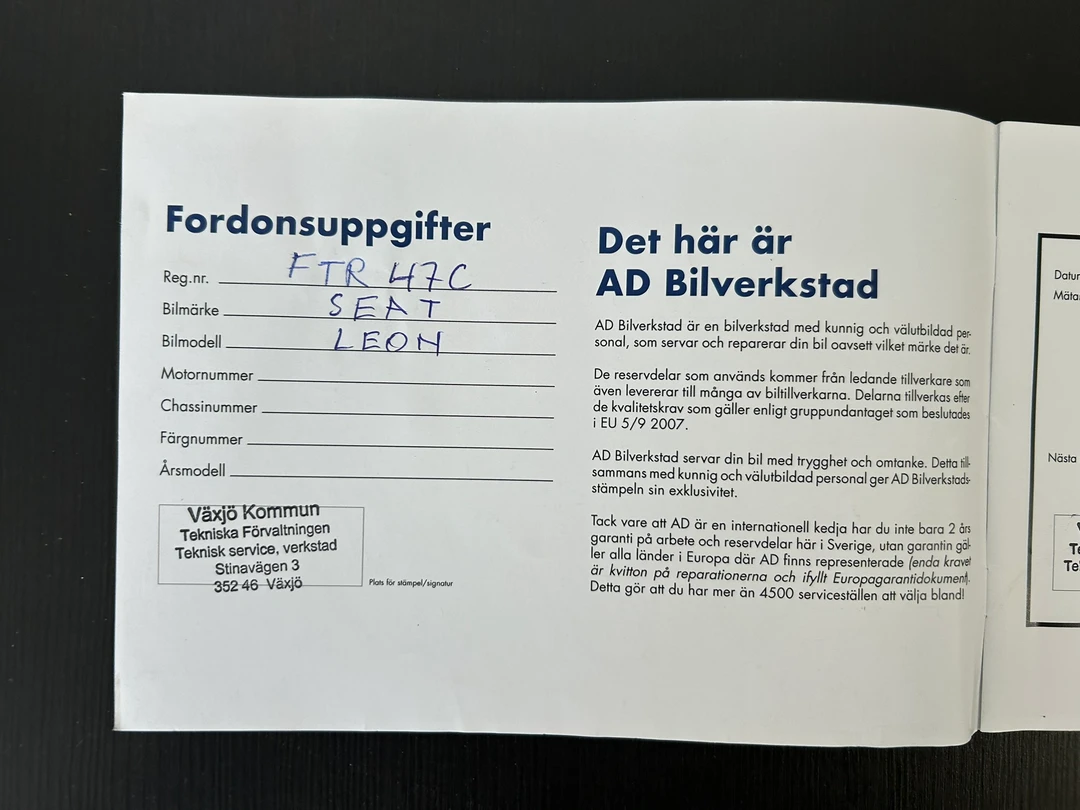 Fordonsuppgifter
Reg.nr. FTR 47C
Bilmärke SEAT
Bilmodell LEON
Motornummer
Chassinummer
Färgnummer
Årsmodell
Växjö Kommun
Tekniska Förvaltningen
Teknisk service, verkstad
Stinavägen 3
352 46 Växjö
Plats för stämpel/signatur
Det här är
AD Bilverkstad
AD Bilverkstad är en bilverkstad med kunnig och välutbildad per-
sonal, som servar och reparerar din bil oavsett vilket märke det är.
De reservdelar som används kommer från ledande tillverkare som
även levererar till många av biltillverkarna. Delarna tillverkas efter
de kvalitetskrav som gäller enligt gruppundantaget som beslutades
i EU 5/9 2007.
AD Bilverkstad servar din bil med trygghet och omtanke. Detta till-
sammans med kunnig och välutbildad personal ger AD Bilverkstads-
stämpeln sin exklusivitet.
Tack vare att AD är en internationell kedja har du inte bara 2 års
garanti på arbete och reservdelar här i Sverige, utan garantin gäl-
ler alla länder i Europa där AD finns representerade (enda kravet
är kvitton på reparationerna och ifyllt Europagarantidokument).
Detta gör att du har mer än 4500 serviceställen att välja bland!
Nästa